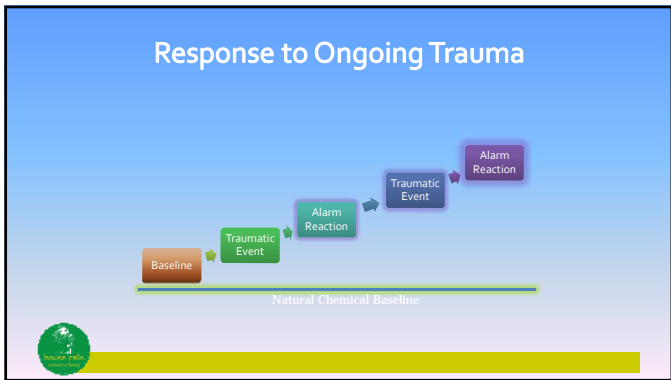 Response to Ongoing Trauma
Alarm
Reaction
Traumatic
Event
Alarm
Reaction
Traumatic
Event
Baseline
Natural Chemical Baseline